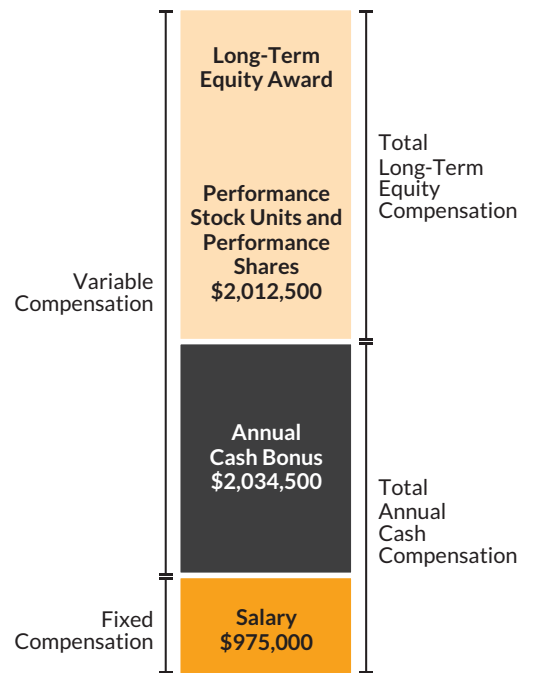 Long-Term
Equity Award
Total
Long-Term
Equity
Compensation
Performance
Stock Units and
Performance
Shares
$2,012,500
Variable
Compensation
Annual
Cash Bonus
$2,034,500
Total
Annual
Cash
Compensation
Fixed
Compensation
Salary
$975,000